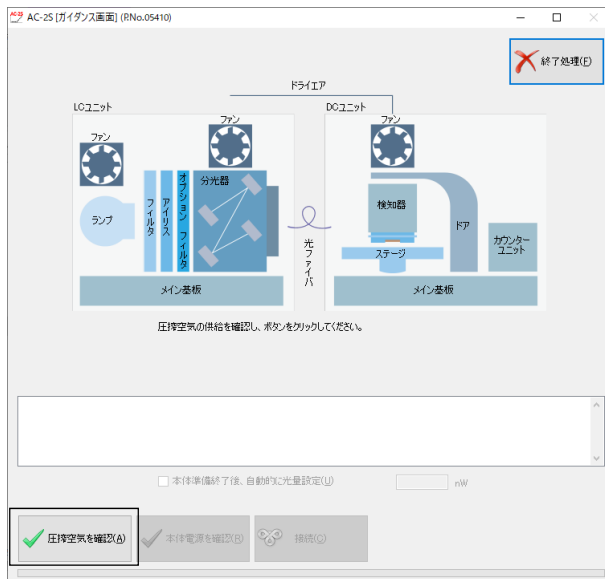 AC-2S [ガイダンス画面] (P.No.05410)
終了処理(F)
ドライエア
LCユニット
DCユニット
ファン
ファン
ファン
ランプ
フィルタ
アイリス
オプション フィルタ
分光器
光ファイバ
検知器
ステージ
ドア
カウンター
ユニット
メイン基板
メイン基板
圧搾空気の供給を確認し、ボタンをクリックしてください。
本体準備終了後、自動的に光量設定(U)
nW
圧搾空気を確認(A)
本体電源を確認(R)
接続(C)